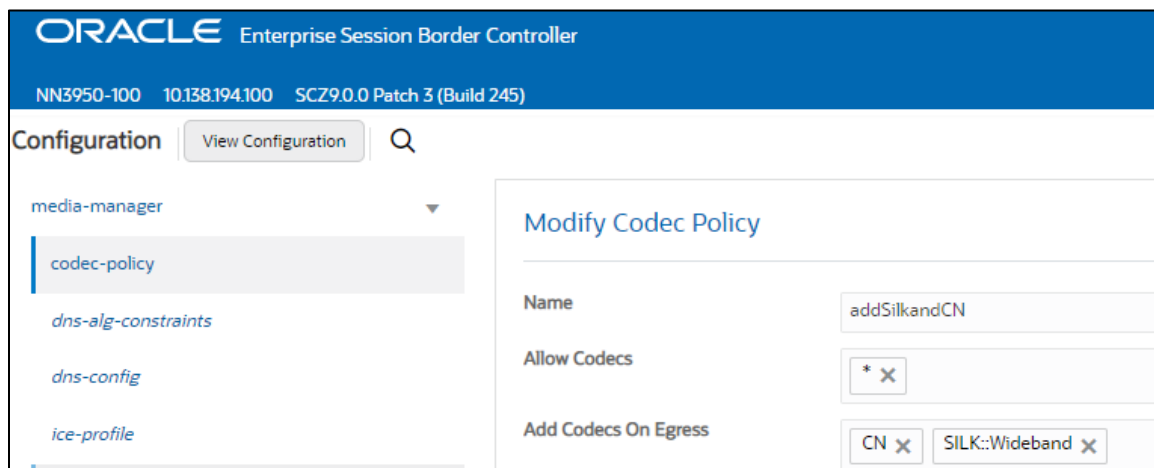 ORACLE Enterprise Session Border Controller
NN3950-100 10.138.194.100 SCZ9.0.0 Patch 3 (Build 245)
Configuration View Configuration
media-manager
codec-policy
dns-alg-constraints
dns-config
ice-profile
Modify Codec Policy
Name addSilkandCN
Allow Codecs *
Add Codecs On Egress CN SILK::Wideband